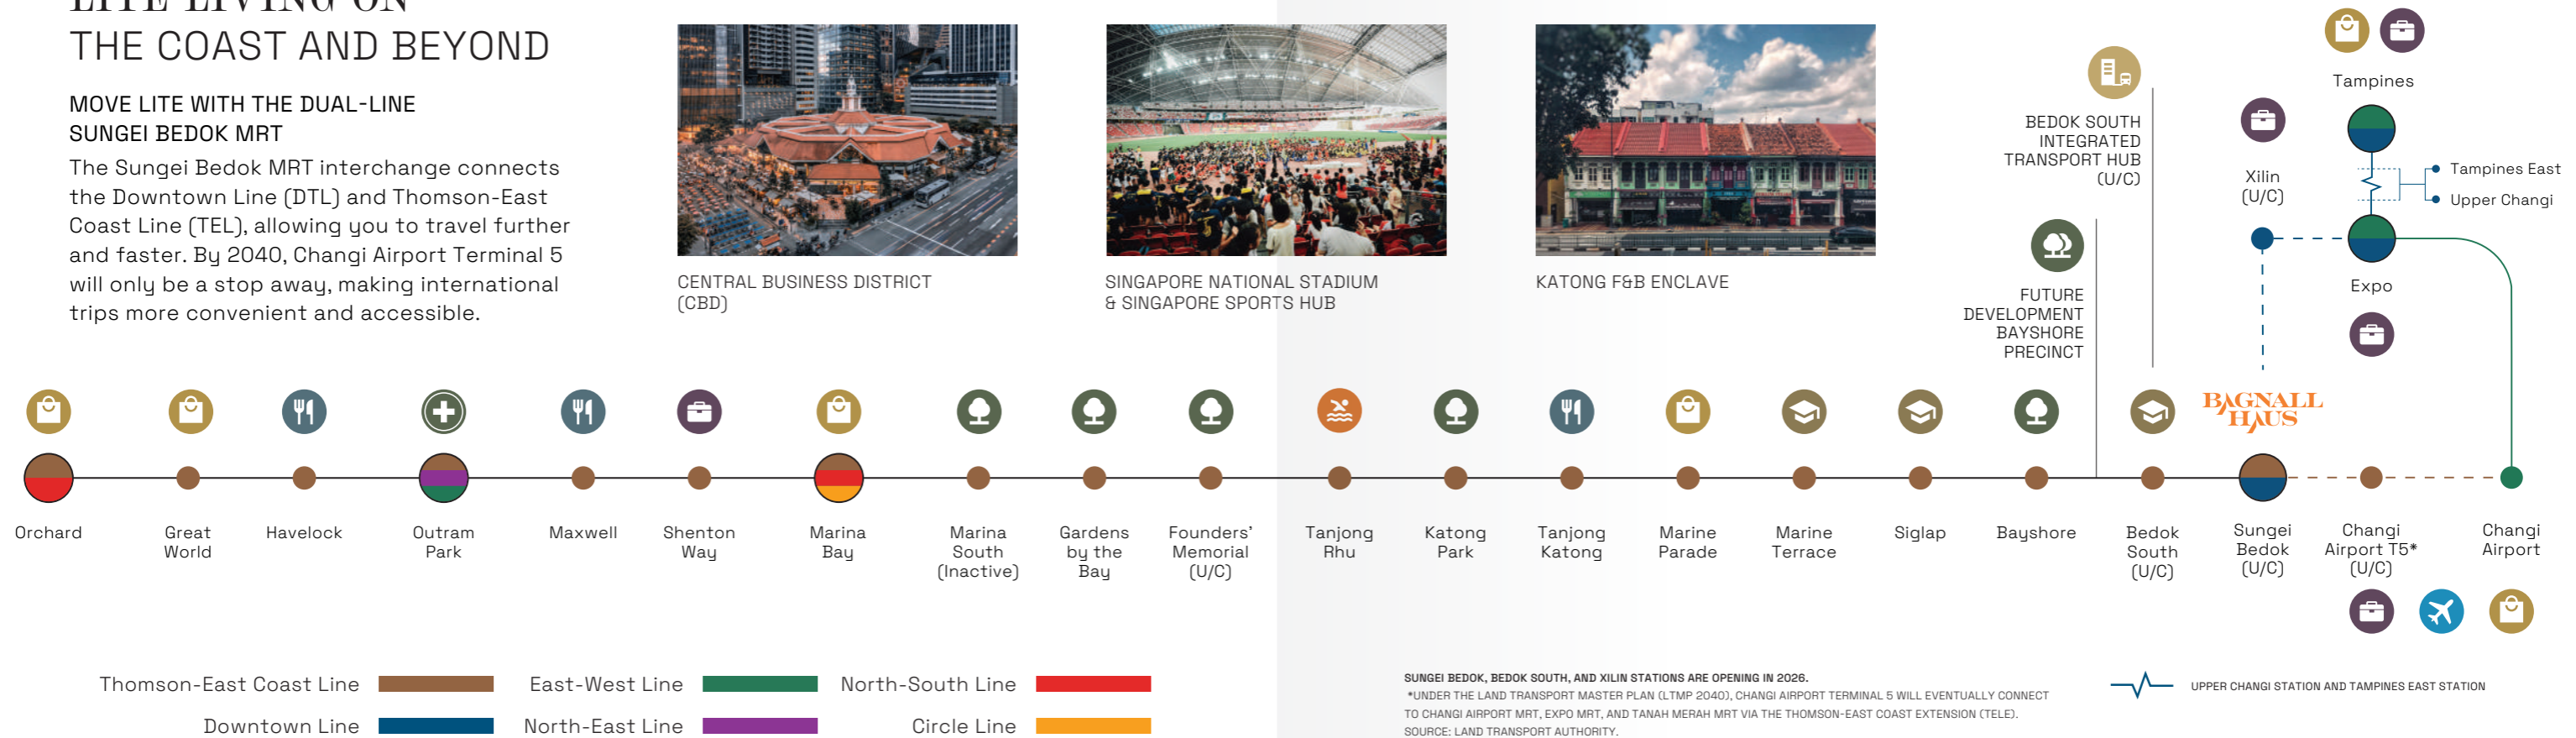 LITE LIVING ON
THE COAST AND BEYOND
MOVE LITE WITH THE DUAL-LINE
SUNGEI BEDOK MRT
The Sungei Bedok MRT interchange connects
the Downtown Line (DTL) and Thomson-East
Coast Line (TEL), allowing you to travel further
and faster. By 2040, Changi Airport Terminal 5
will only be a stop away, making international
trips more convenient and accessible.
CENTRAL BUSINESS DISTRICT
(CBD)
SINGAPORE NATIONAL STADIUM
& SINGAPORE SPORTS HUB
KATONG F&B ENCLAVE
BEDOK SOUTH
INTEGRATED
TRANSPORT HUB
(U/C)
FUTURE
DEVELOPMENT
BAYSHORE
PRECINCT
Xilin
(U/C)
Tampines
Tampines East
Upper Changi
Expo
BAGNALL
HAUS
Orchard
Great
World
Havelock
Outram
Park
Maxwell
Shenton
Way
Marina
Bay
Marina
South
(Inactive)
Gardens
by the
Bay
Founders'
Memorial
(U/C)
Tanjong
Rhu
Katong
Park
Tanjong
Katong
Marine
Parade
Marine
Terrace
Siglap
Bayshore
Bedok
South
(U/C)
Sungei
Bedok
(U/C)
Changi
Airport T5*
(U/C)
Changi
Airport
Thomson-East Coast Line
East-West Line
North-South Line
Downtown Line
North-East Line
Circle Line
SUNGEI BEDOK, BEDOK SOUTH, AND XILIN STATIONS ARE OPENING IN 2026.
*UNDER THE LAND TRANSPORT MASTER PLAN (LTMP 2040), CHANGI AIRPORT TERMINAL 5 WILL EVENTUALLY CONNECT
TO CHANGI AIRPORT MRT, EXPO MRT, AND TANAH MERAH MRT VIA THE THOMSON-EAST COAST EXTENSION (TELE).
SOURCE: LAND TRANSPORT AUTHORITY.
UPPER CHANGI STATION AND TAMPINES EAST STATION